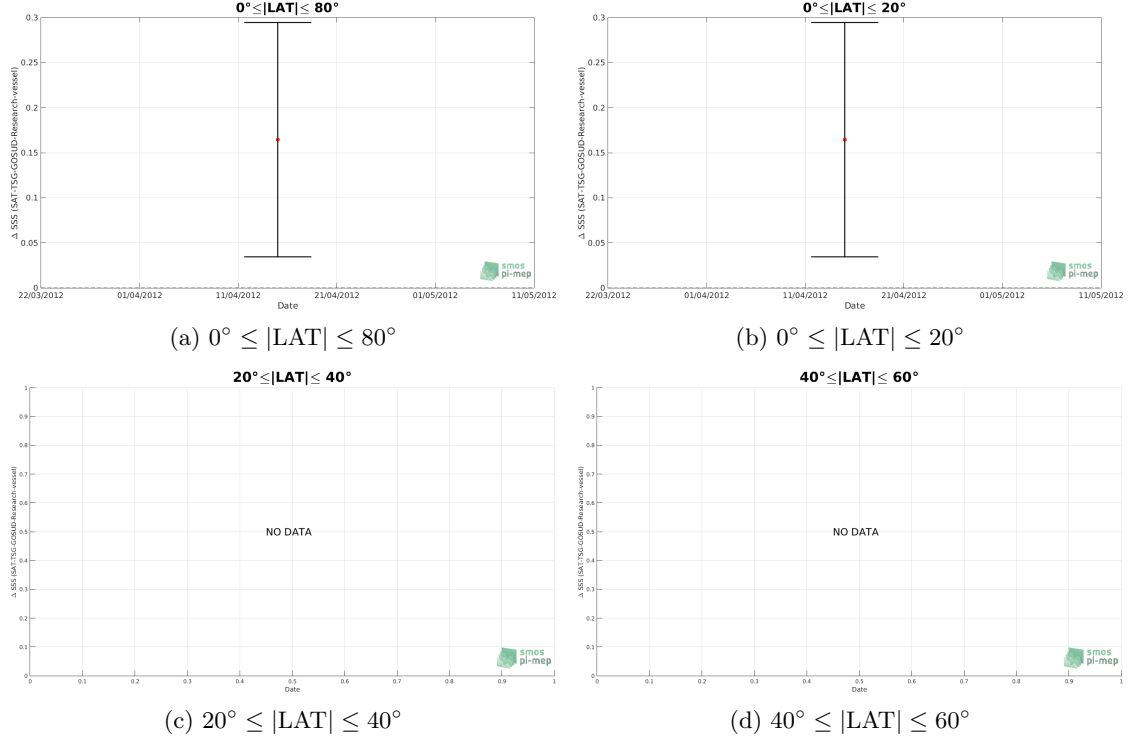 0°≤|LAT|≤ 80°
Δ SSS (SAT-TSG-GOSUD-Research-vessel)
0.3
0.25
0.2
0.15
0.1
0.05
0
22/03/2012 01/04/2012 11/04/2012 21/04/2012 01/05/2012 11/05/2012
Date
smos
pi-mep
(a) 0° ≤ |LAT| ≤ 80°
0°≤|LAT|≤ 20°
Δ SSS (SAT-TSG-GOSUD-Research-vessel)
0.3
0.25
0.2
0.15
0.1
0.05
0
22/03/2012 01/04/2012 11/04/2012 21/04/2012 01/05/2012 11/05/2012
Date
smos
pi-mep
(b) 0° ≤ |LAT| ≤ 20°
20°≤|LAT|≤ 40°
Δ SSS (SAT-TSG-GOSUD-Research-vessel)
1
0.9
0.8
0.7
0.6
0.5
0.4
0.3
0.2
0.1
0
NO DATA
0 0.1 0.2 0.3 0.4 0.5 0.6 0.7 0.8 0.9 1
Date
smos
pi-mep
(c) 20° ≤ |LAT| ≤ 40°
40°≤|LAT|≤ 60°
Δ SSS (SAT-TSG-GOSUD-Research-vessel)
1
0.9
0.8
0.7
0.6
0.5
0.4
0.3
0.2
0.1
0
NO DATA
0 0.1 0.2 0.3 0.4 0.5 0.6 0.7 0.8 0.9 1
Date
smos
pi-mep
(d) 40° ≤ |LAT| ≤ 60°